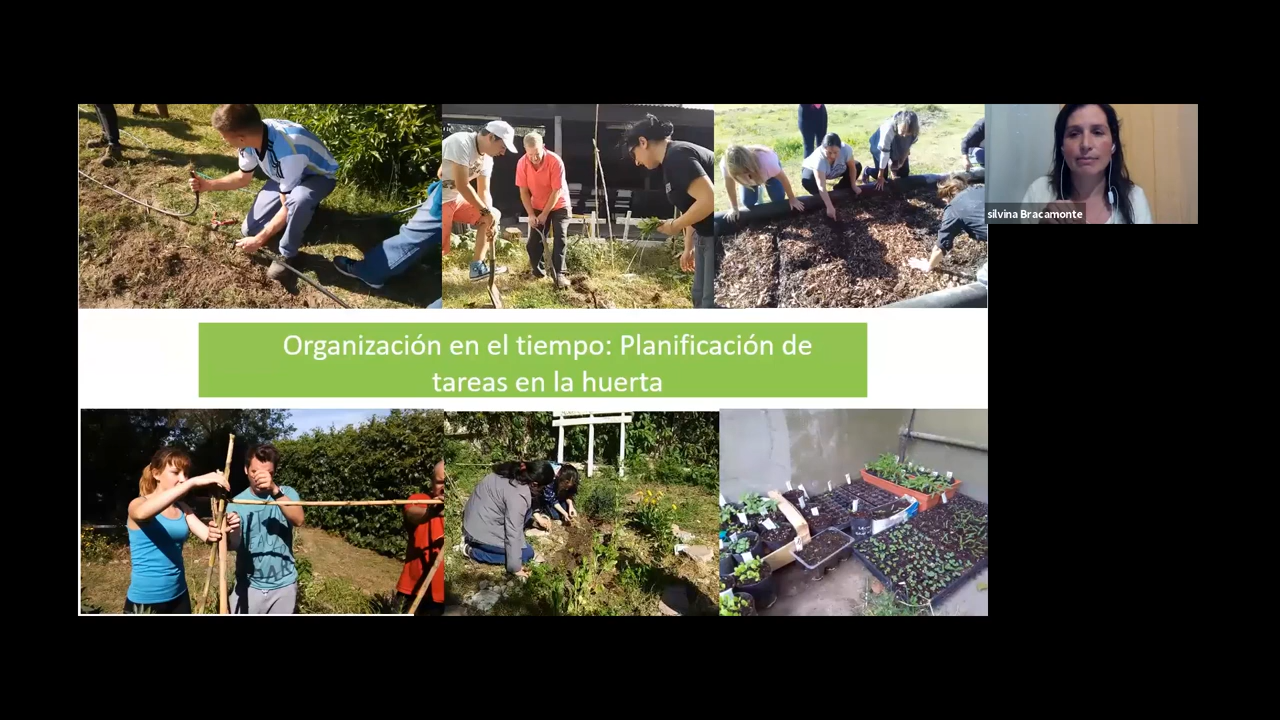 silvina Bracamonte
Organización en el tiempo: Planificación de
tareas en la huerta